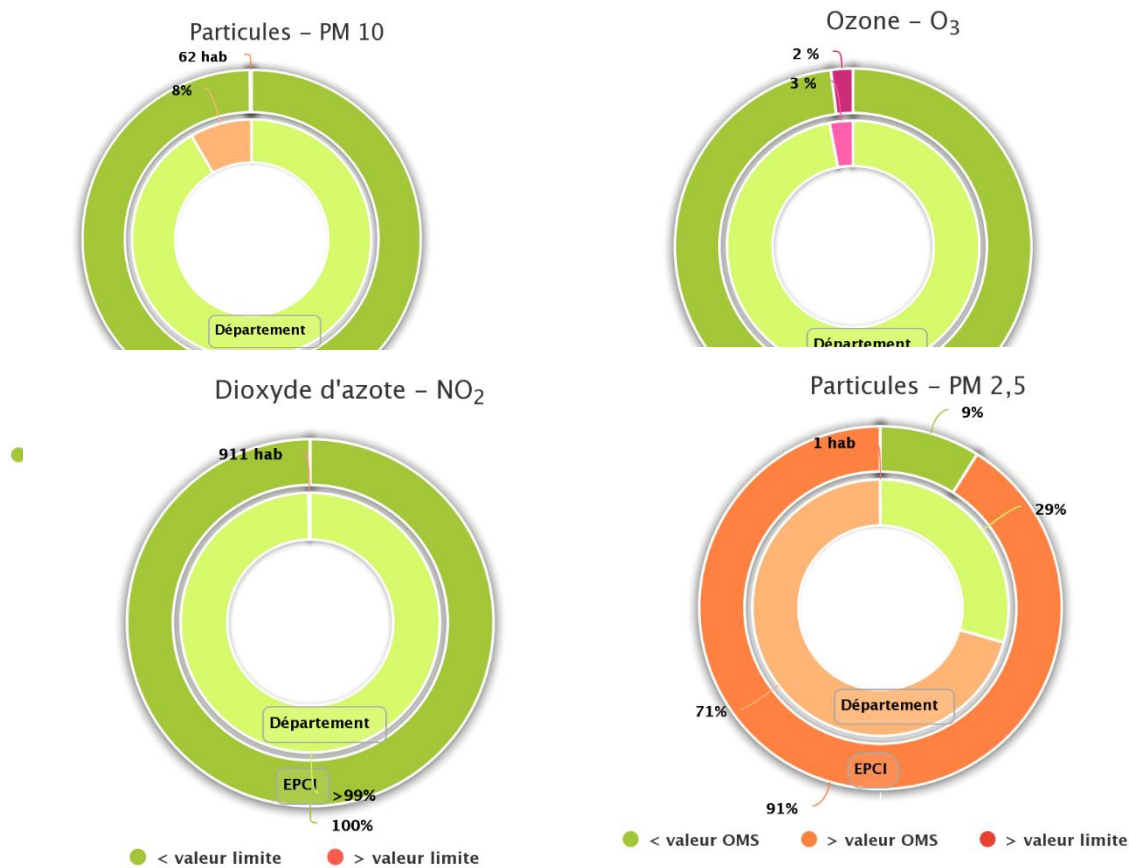 Particules – PM 10
62 hab
8%
Département
Ozone – O₃
2 %
3 %
Département
Dioxyde d'azote – NO₂
911 hab
Département
EPCI
>99%
100%
< valeur limite
> valeur limite
Particules – PM 2,5
9%
1 hab
29%
Département
71%
EPCI
91%
< valeur OMS
> valeur OMS
> valeur limite